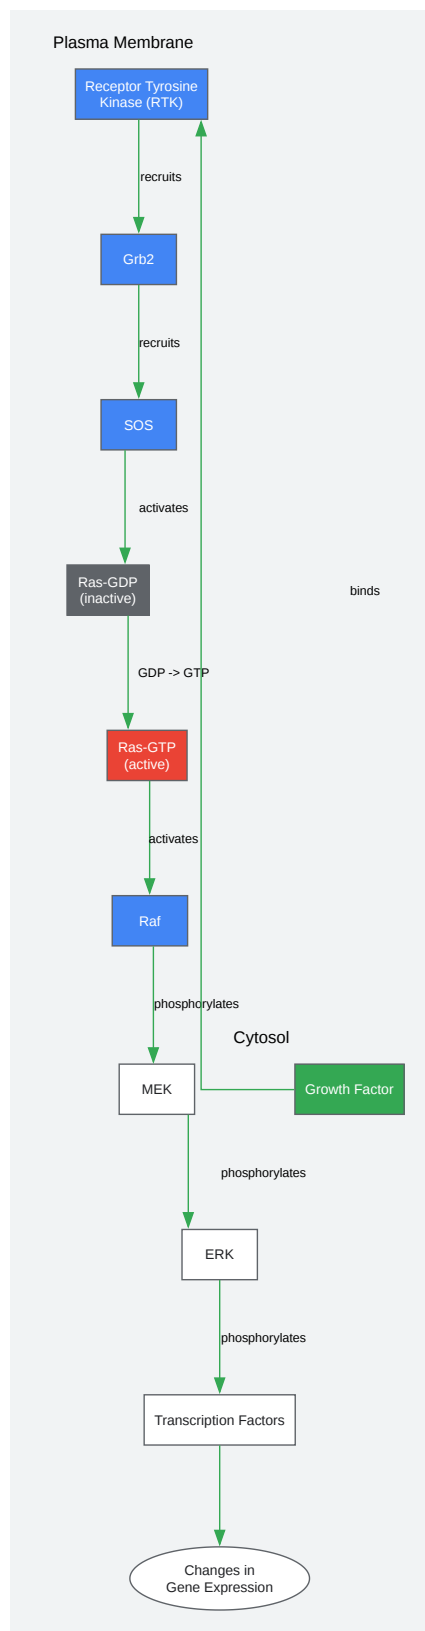 Plasma Membrane
Receptor Tyrosine
Kinase (RTK)
recruits
Grb2
recruits
SOS
activates
Ras-GDP
(inactive)
binds
GDP -> GTP
Ras-GTP
(active)
activates
Raf
phosphorylates
Cytosol
MEK
Growth Factor
phosphorylates
ERK
phosphorylates
Transcription Factors
Changes in
Gene Expression